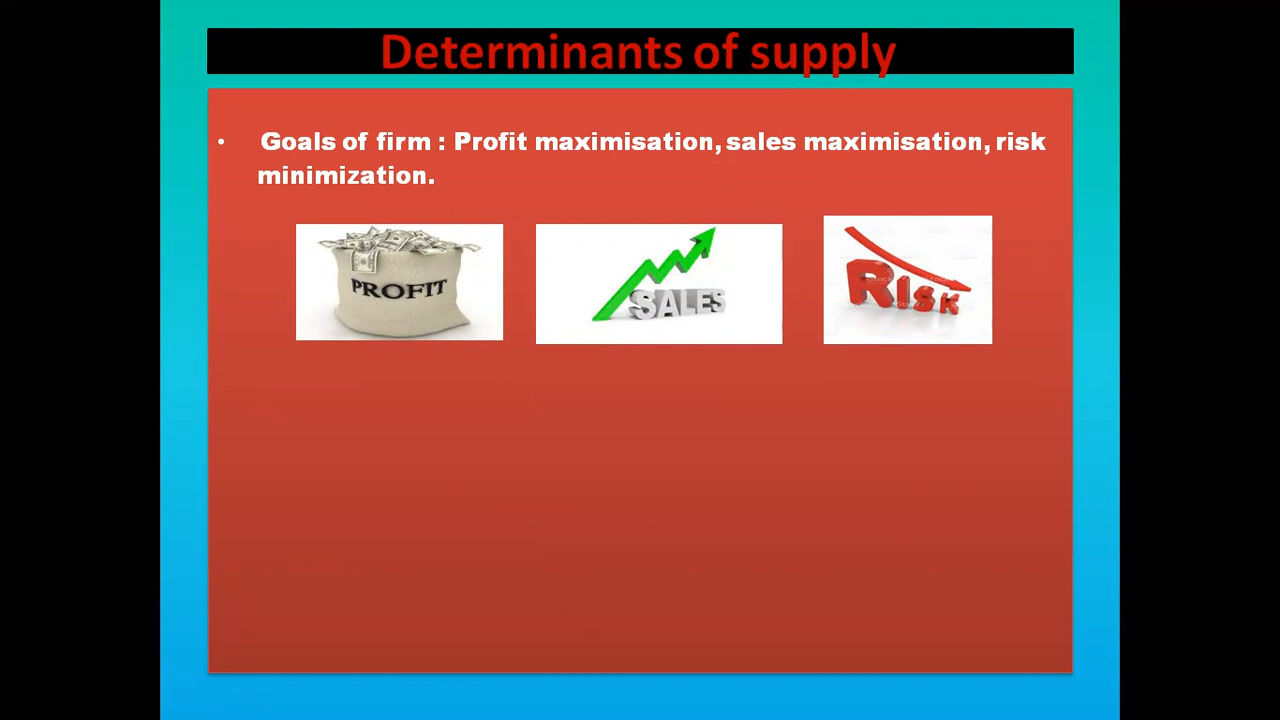 Determinants of supply
• Goals of firm : Profit maximisation, sales maximisation, risk
minimization.
PROFIT
SALES
RISK